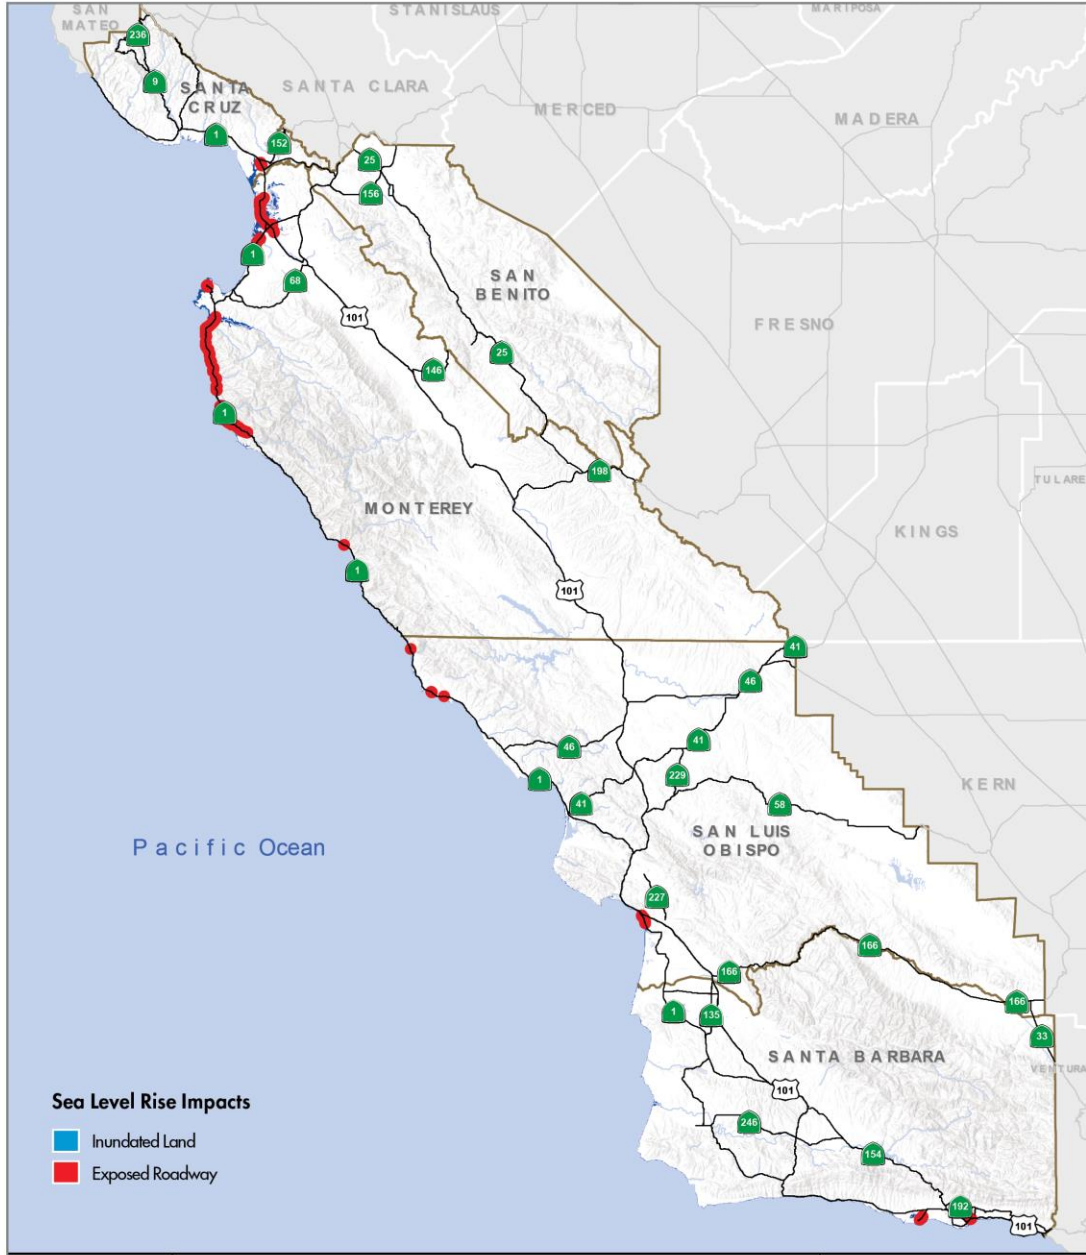 SAN
MATEO
STANISLAUS
MARIPOSA
236
9
SANTA
CRUZ
SANTA CLARA
MERCED
MADERA
1
152
25
156
1
68
SAN
BENITO
101
FRESNO
25
146
1
198
TULARE
MONTEREY
KINGS
1
101
41
46
41
46
1
229
41
58
KERN
SAN LUIS
OBISPO
Pacific Ocean
227
166
166
166
1
135
33
SANTA BARBARA
VENTURA
101
Sea Level Rise Impacts
Inundated Land
Exposed Roadway
246
154
192
101